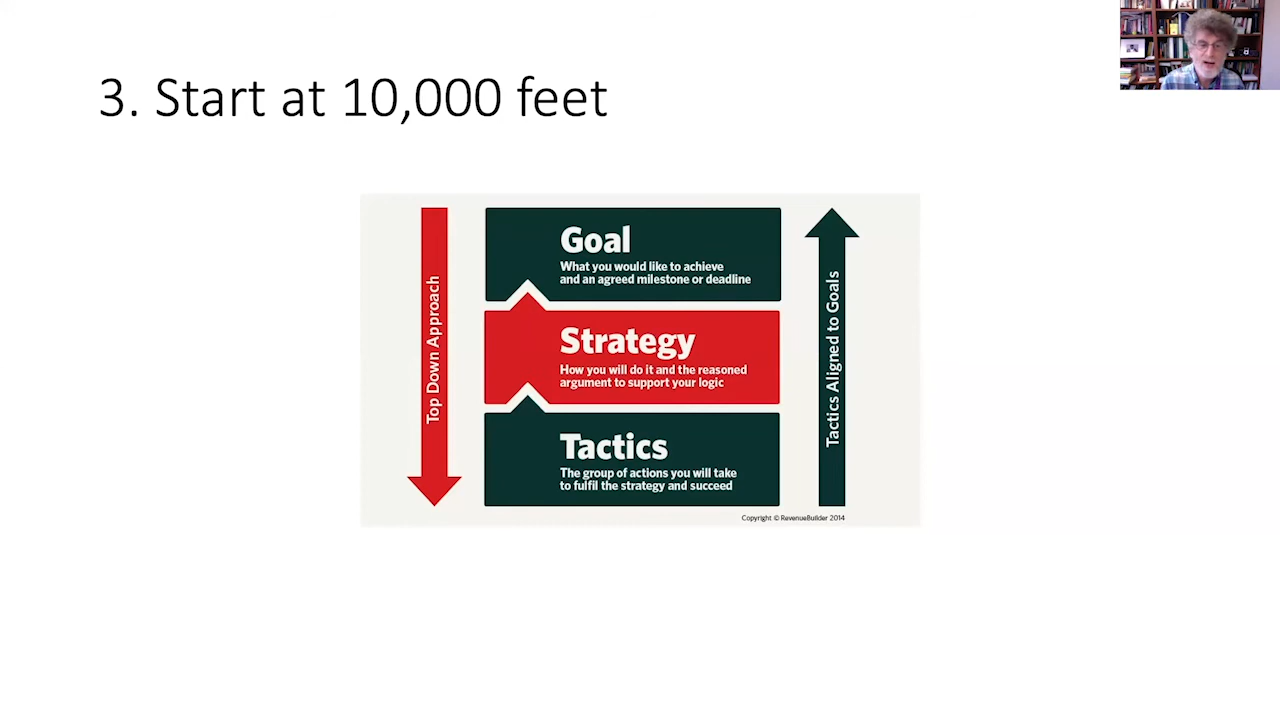 3. Start at 10,000 feet
Top Down Approach
Goal
What you would like to achieve
and an agreed milestone or deadline
Strategy
How you will do it and the reasoned
argument to support your logic
Tactics
The group of actions you will take
to fulfil the strategy and succeed
Tactics Aligned to Goals
Copyright © RevenueBuilder 2014